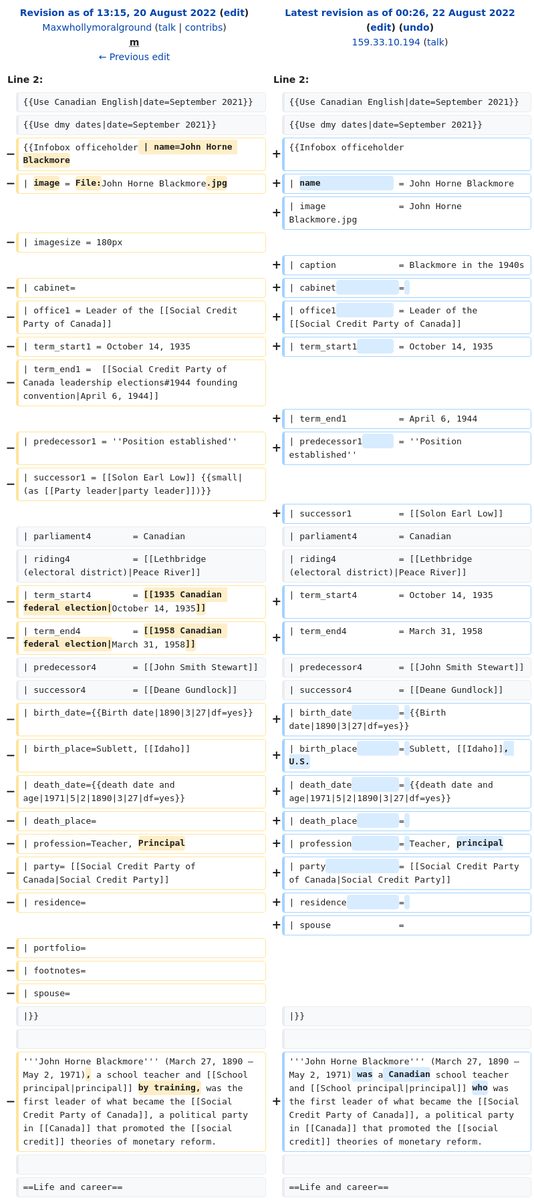 Revision as of 13:15, 20 August 2022 (edit)
Maxwhollymoralground (talk | contribs)
m
← Previous edit
Latest revision as of 00:26, 22 August 2022
(edit) (undo)
159.33.10.194 (talk)
Line 2:
Line 2:
{{Use Canadian English|date=September 2021}}
{{Use Canadian English|date=September 2021}}
{{Use dmy dates|date=September 2021}}
{{Use dmy dates|date=September 2021}}
− {{Infobox officeholder | name=John Horne
Blackmore
+ {{Infobox officeholder
− | image = File:John Horne Blackmore.jpg
+ | name = John Horne Blackmore
+ | image = John Horne
Blackmore.jpg
− | imagesize = 180px
+ | caption = Blackmore in the 1940s
− | cabinet=
+ | cabinet =
− | office1 = Leader of the [[Social Credit
Party of Canada]]
+ | office1 = Leader of the
[[Social Credit Party of Canada]]
− | term_start1 = October 14, 1935
+ | term_start1 = October 14, 1935
− | term_end1 = [[Social Credit Party of
Canada leadership elections#1944 founding
convention|April 6, 1944]]
+ | term_end1 = April 6, 1944
− | predecessor1 = ''Position established''
+ | predecessor1 = ''Position
established''
− | successor1 = [[Solon Earl Low]] {{small|
(as [[Party leader|party leader]])}}
+ | successor1 = [[Solon Earl Low]]
| parliament4 = Canadian
| parliament4 = Canadian
| riding4 = [[Lethbridge
(electoral district)|Peace River]]
| riding4 = [[Lethbridge
(electoral district)|Peace River]]
− | term_start4 = [[1935 Canadian
federal election|October 14, 1935]]
+ | term_start4 = October 14, 1935
− | term_end4 = [[1958 Canadian
federal election|March 31, 1958]]
+ | term_end4 = March 31, 1958
| predecessor4 = [[John Smith Stewart]]
| predecessor4 = [[John Smith Stewart]]
| successor4 = [[Deane Gundlock]]
| successor4 = [[Deane Gundlock]]
− | birth_date={{Birth date|1890|3|27|df=yes}}
+ | birth_date = {{Birth
date|1890|3|27|df=yes}}
− | birth_place=Sublett, [[Idaho]]
+ | birth_place = Sublett, [[Idaho]],
U.S.
− | death_date={{death date and
age|1971|5|2|1890|3|27|df=yes}}
+ | death_date = {{death date and
age|1971|5|2|1890|3|27|df=yes}}
− | death_place=
+ | death_place =
− | profession=Teacher, Principal
+ | profession = Teacher, principal
− | party= [[Social Credit Party of
Canada|Social Credit Party]]
+ | party = [[Social Credit Party
of Canada|Social Credit Party]]
− | residence=
+ | residence =
+ | spouse =
− | portfolio=
− | footnotes=
− | spouse=
|}}
|}}
− '''John Horne Blackmore''' (March 27, 1890 –
May 2, 1971), a school teacher and [[School
principal|principal]] by training, was the
first leader of what became the [[Social
Credit Party of Canada]], a political party
in [[Canada]] that promoted the [[social
credit]] theories of monetary reform.
+ '''John Horne Blackmore''' (March 27, 1890 –
May 2, 1971) was a Canadian school teacher
and [[School principal|principal]] who was
the first leader of what became the [[Social
Credit Party of Canada]], a political party
in [[Canada]] that promoted the [[social
credit]] theories of monetary reform.
==Life and career==
==Life and career==